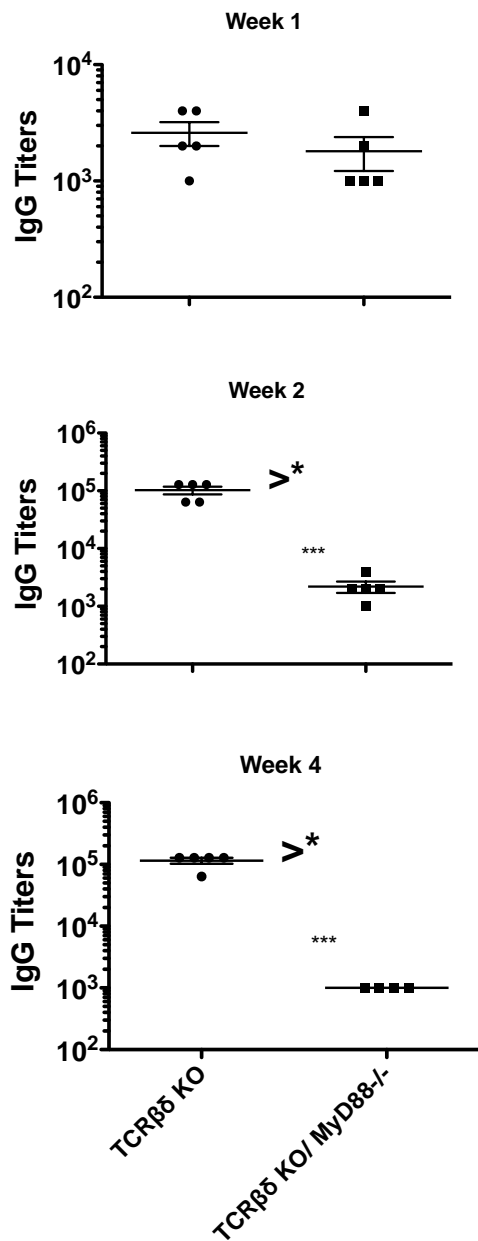 Week 1
IgG Titers
10⁴
10³
10²
Week 2
IgG Titers
10⁶
10⁵
>*
10⁴
***
10³
10²
Week 4
IgG Titers
10⁶
10⁵
>*
10⁴
***
10³
10²
TCRβδ KO
TCRβδ KO/ MyD88-/-